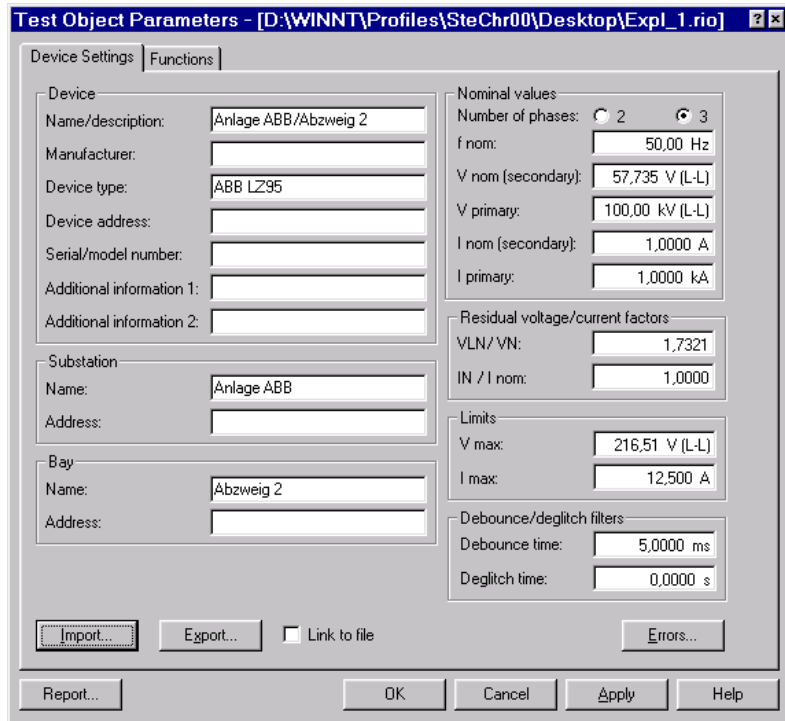 Test Object Parameters - [D:\WINNT\Profiles\SteChr00\Desktop\Expl_1.rio]
Device Settings
Functions
Device
Name/description: Anlage ABB/Abzweig 2
Manufacturer:
Device type: ABB LZ95
Device address:
Serial/model number:
Additional information 1:
Additional information 2:
Substation
Name: Anlage ABB
Address:
Bay
Name: Abzweig 2
Address:
Nominal values
Number of phases: 2 3
f nom: 50,00 Hz
V nom (secondary): 57,735 V (L-L)
V primary: 100,00 kV (L-L)
I nom (secondary): 1,0000 A
I primary: 1,0000 kA
Residual voltage/current factors
VLN/ VN: 1,7321
IN / I nom: 1,0000
Limits
V max: 216,51 V (L-L)
I max: 12,500 A
Debounce/deglitch filters
Debounce time: 5,0000 ms
Deglitch time: 0,0000 s
Import... Export... Link to file Errors...
Report... OK Cancel Apply Help